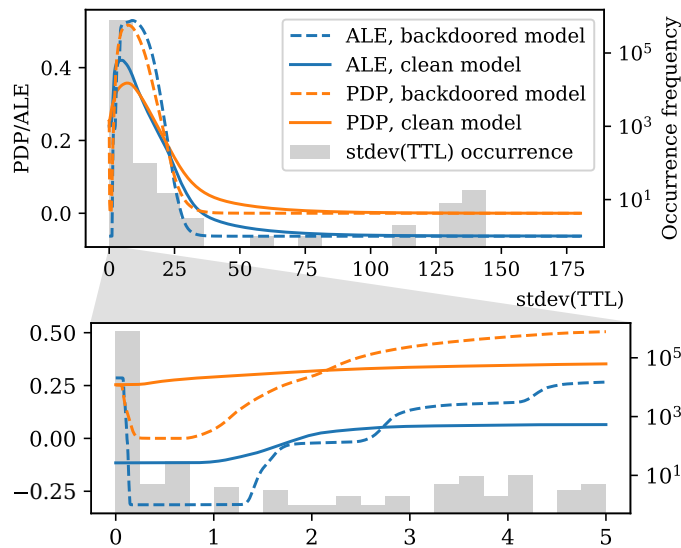 ALE, backdoored model
ALE, clean model
PDP, backdoored model
PDP, clean model
stdev(TTL) occurrence
PDP/ALE
0.4
0.2
0.0
10^5
10^3
10^1
Occurrence frequency
0 25 50 75 100 125 150 175
stdev(TTL)
0.50
0.25
0.00
−0.25
10^5
10^3
10^1
0 1 2 3 4 5